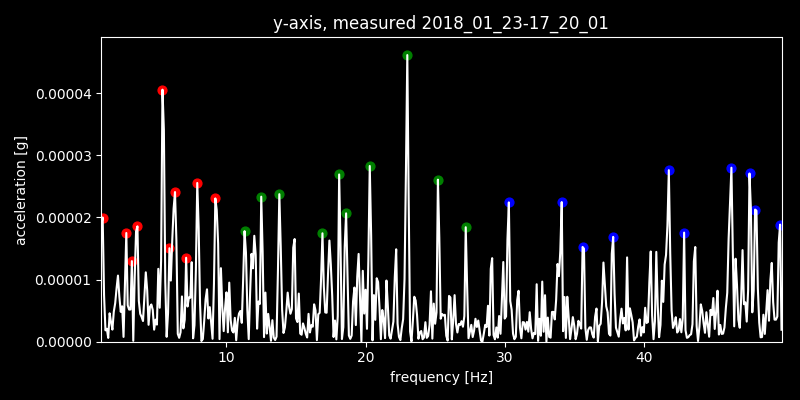 y-axis, measured 2018_01_23-17_20_01
0.00004
0.00003
0.00002
0.00001
0.00000
acceleration [g]
10 20 30 40
frequency [Hz]